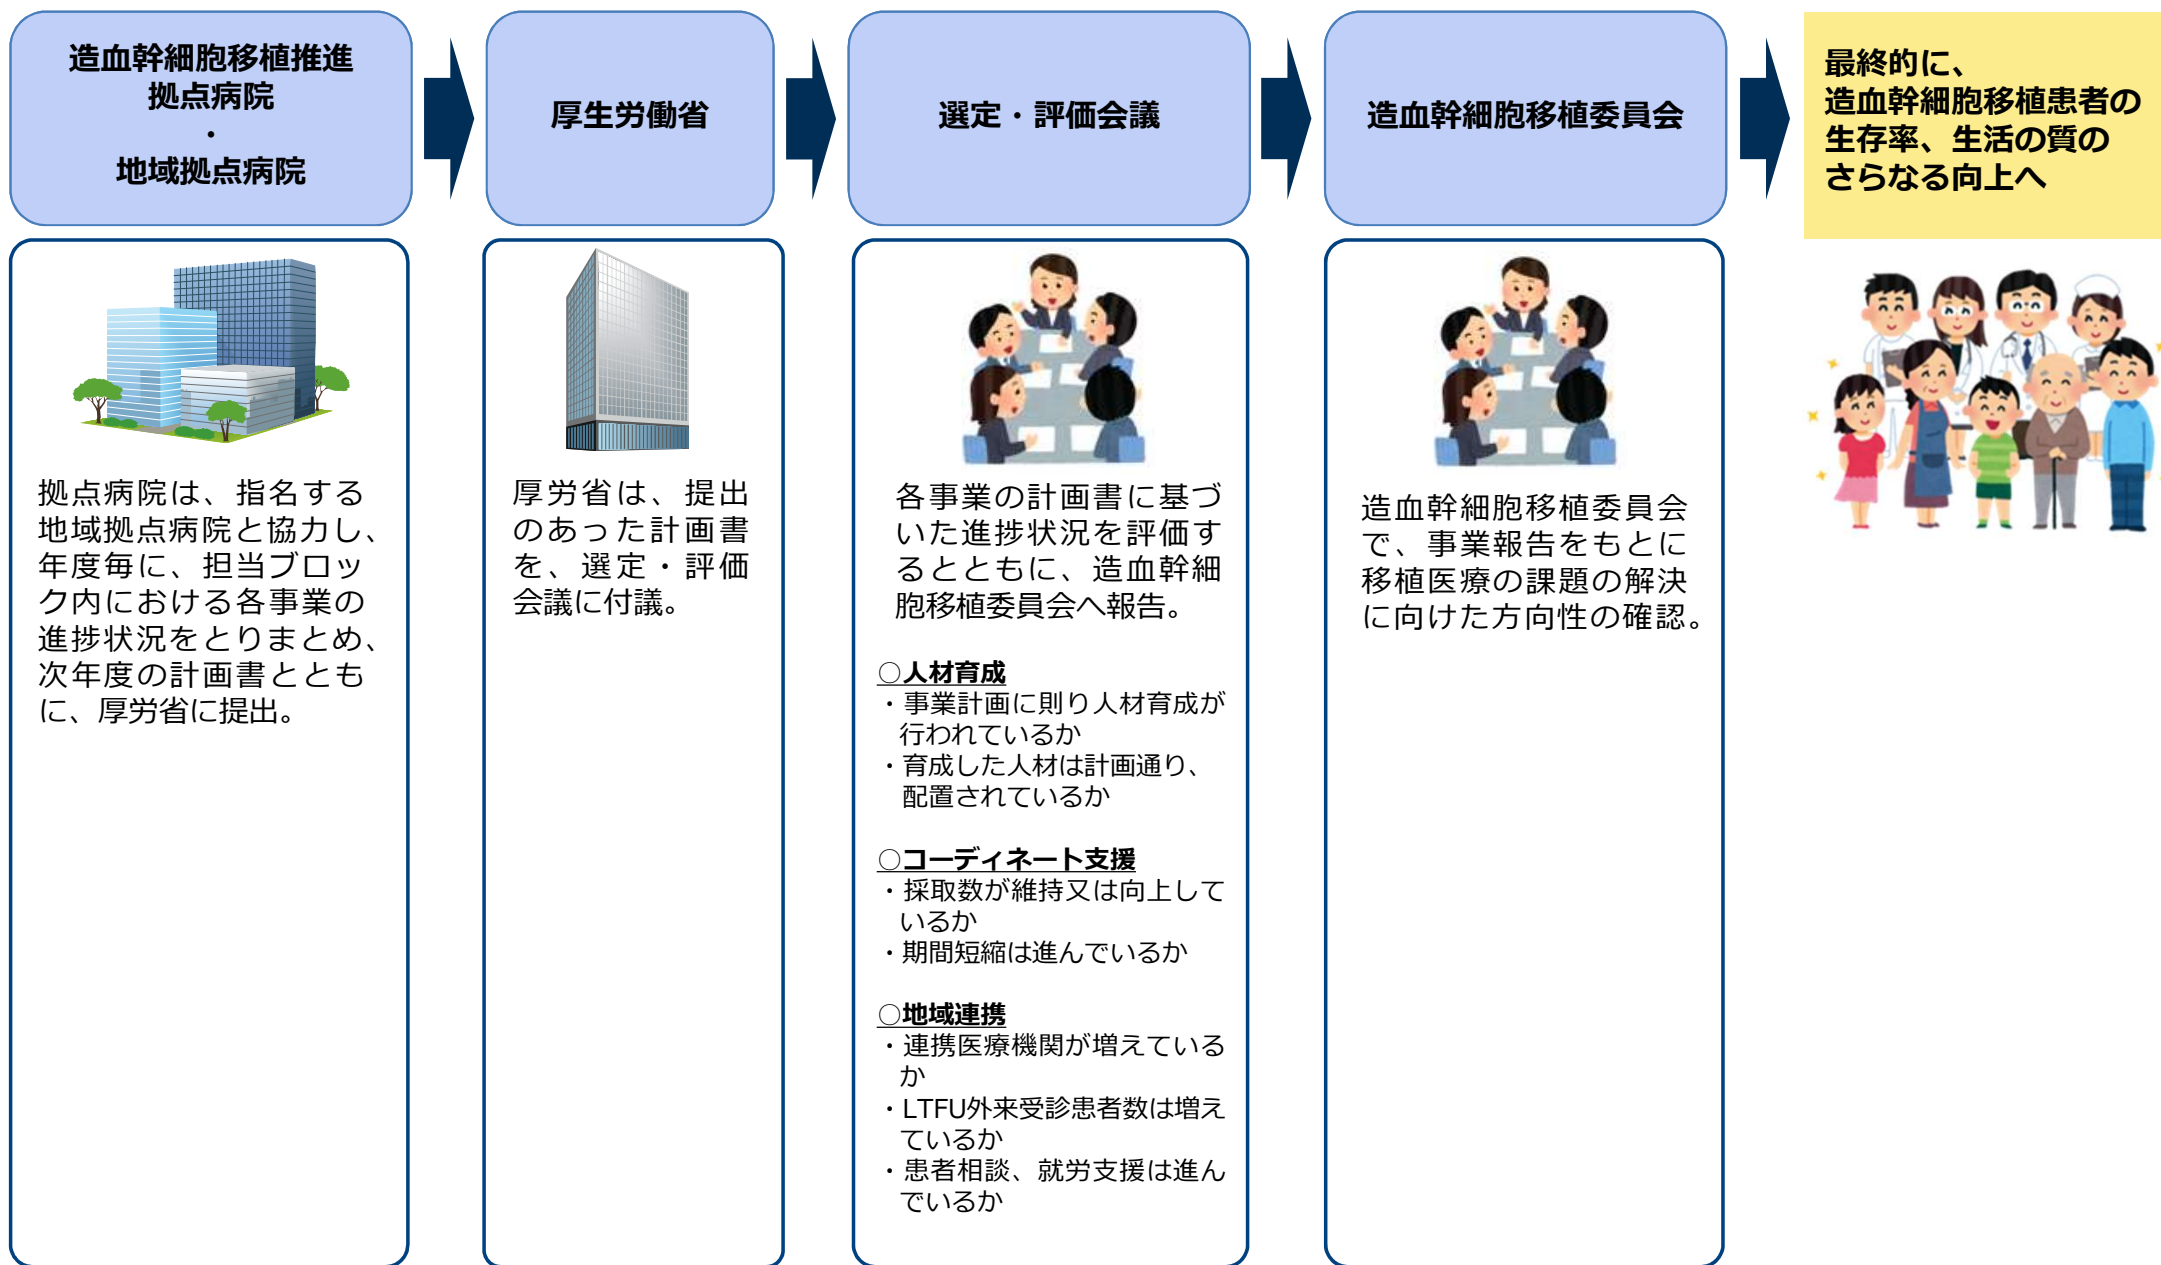 造血幹細胞移植推進
拠点病院
・
地域拠点病院
厚生労働省
選定・評価会議
造血幹細胞移植委員会
最終的に、
造血幹細胞移植患者の
生存率、生活の質の
さらなる向上へ
拠点病院は、指名する
地域拠点病院と協力し、
年度毎に、担当ブロッ
ク内における各事業の
進捗状況をとりまとめ、
次年度の計画書ととも
に、厚労省に提出。
厚労省は、提出
のあった計画書
を、選定・評価
会議に付議。
各事業の計画書に基づ
いた進捗状況を評価す
るとともに、造血幹細
胞移植委員会へ報告。
○人材育成
・事業計画に則り人材育成が
行われているか
・育成した人材は計画通り、
配置されているか
○コーディネート支援
・採取数が維持又は向上して
いるか
・期間短縮は進んでいるか
○地域連携
・連携医療機関が増えている
か
・LTFU外来受診患者数は増え
ているか
・患者相談、就労支援は進ん
でいるか
造血幹細胞移植委員会
で、事業報告をもとに
移植医療の課題の解決
に向けた方向性の確認。